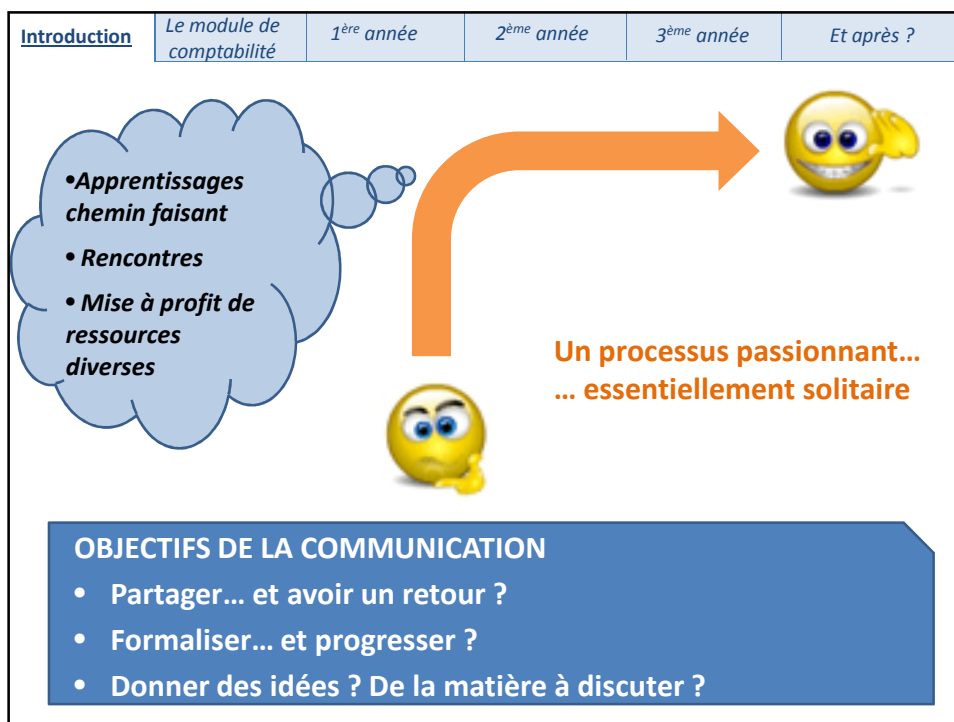 Introduction
Le module de
comptabilité
1ère année
2ème année
3ème année
Et après ?
•Apprentissages
chemin faisant
• Rencontres
• Mise à profit de
ressources
diverses
Un processus passionnant…
… essentiellement solitaire
OBJECTIFS DE LA COMMUNICATION
• Partager… et avoir un retour ?
• Formaliser… et progresser ?
• Donner des idées ? De la matière à discuter ?